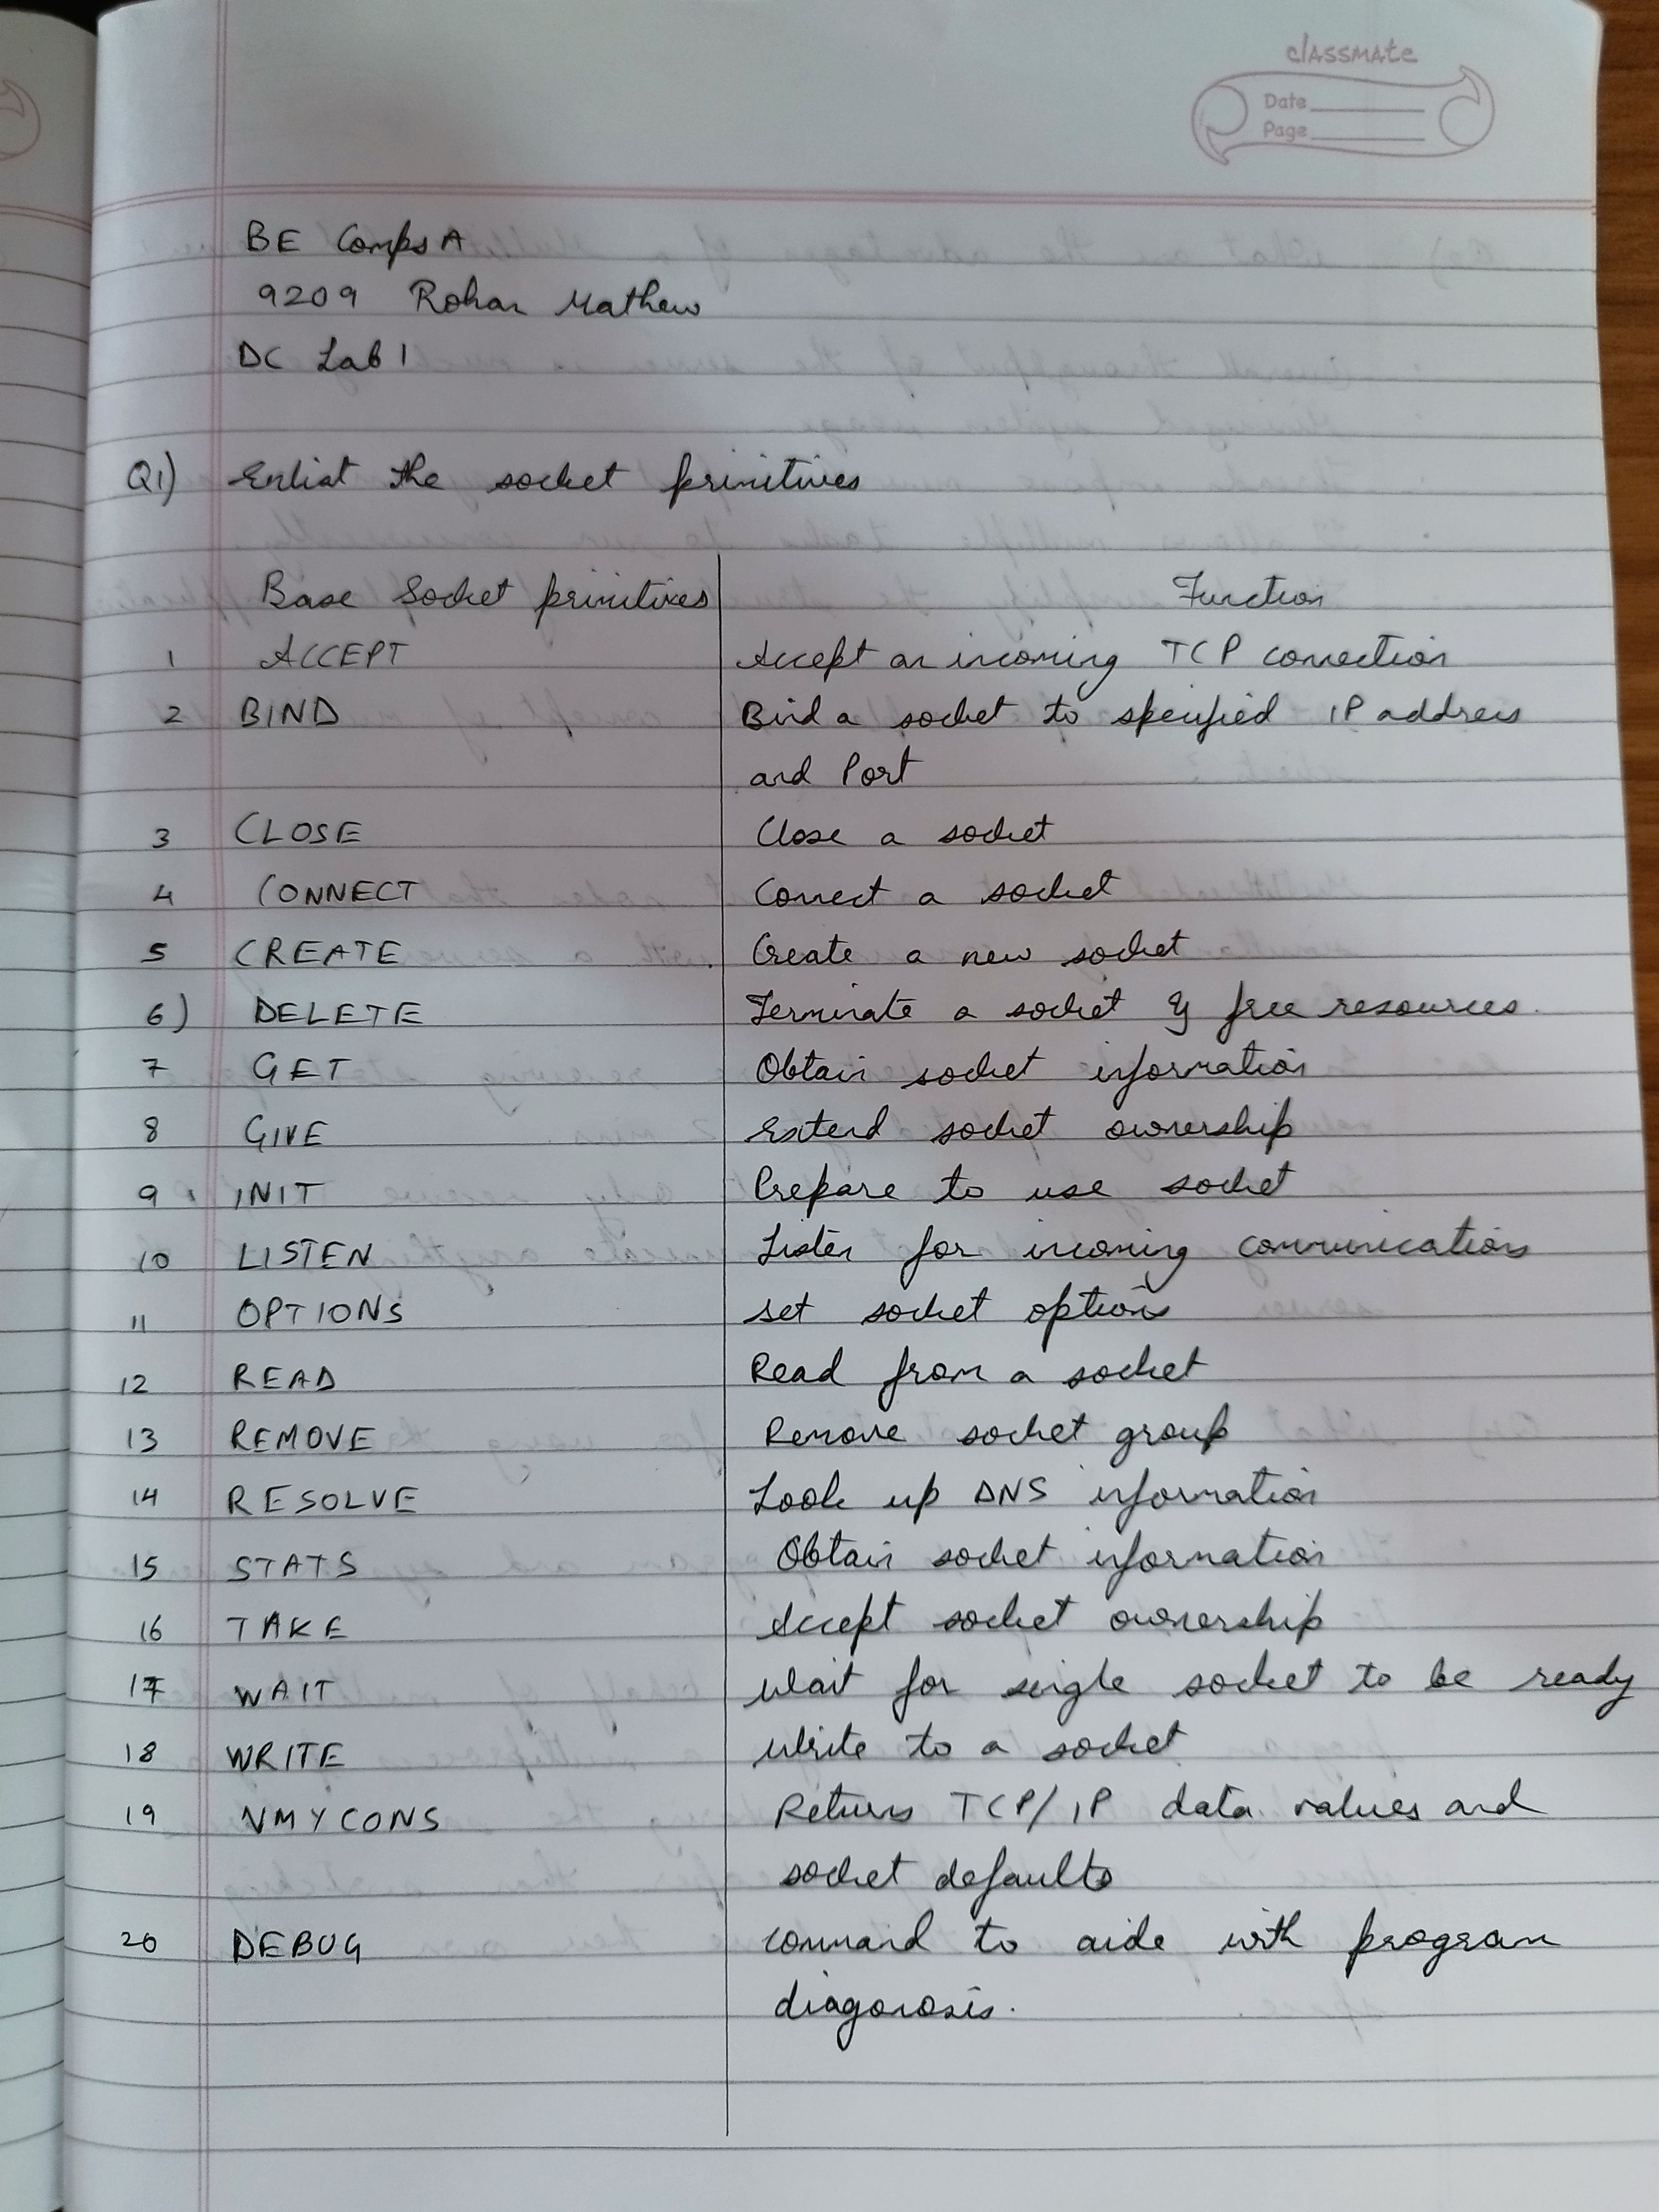 classmate
Date
Page
BE Comps A
9209 Rohan Mathew
DC Lab 1
Q1) Enlist the socket primitives
Base Socket primitives Function
1 ACCEPT Accept an incoming TCP connection
2 BIND Bind a socket to specified IP address
and Port
3 CLOSE Close a socket
4 CONNECT Connect a socket
5 CREATE Create a new socket
6) DELETE Terminate a socket & free resources.
7 GET Obtain socket information
8 GIVE Extend socket ownership
9 INIT Prepare to use socket
10 LISTEN Listen for incoming communications
11 OPTIONS set socket options
12 READ Read from a socket
13 REMOVE Remove socket group
14 RESOLVE Look up DNS information
15 STATS Obtain socket information
16 TAKE Accept socket ownership
17 WAIT Wait for single socket to be ready
18 WRITE Write to a socket
19 VMYCONS Returns TCP/IP data values and
socket defaults
20 DEBUG Command to aide with program
diagonosis.